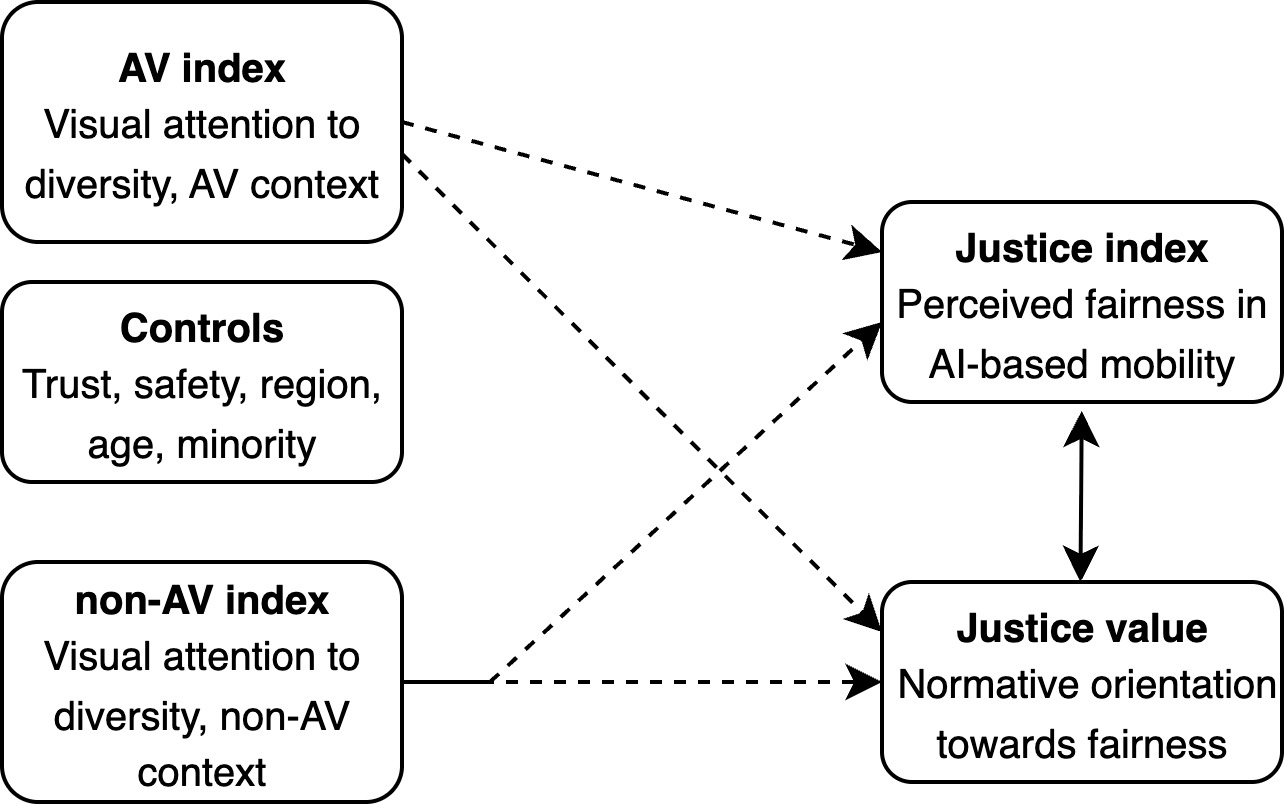 AV index
Visual attention to
diversity, AV context
Controls
Trust, safety, region,
age, minority
non-AV index
Visual attention to
diversity, non-AV
context
Justice index
Perceived fairness in
AI-based mobility
Justice value
Normative orientation
towards fairness